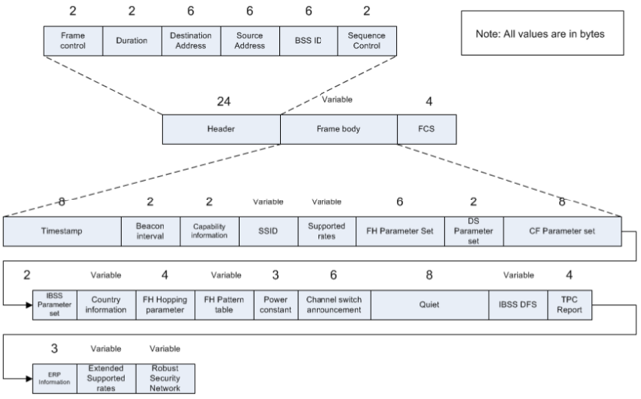 2 2 6 6 6 2
Frame control Duration Destination Address Source Address BSS ID Sequence Control
Note: All values are in bytes
24 Variable 4
Header Frame body FCS
8 2 2 Variable Variable 6 2 8
Timestamp Beacon interval Capability information SSID Supported rates FH Parameter Set DS Parameter set CF Parameter set
2 Variable 4 Variable 3 6 8 Variable 4
IBSS Parameter set Country information FH Hopping parameter FH Pattern table Power constant Channel switch announcement Quiet IBSS DFS TPC Report
3 Variable Variable
ERP Information Extended Supported rates Robust Security Network